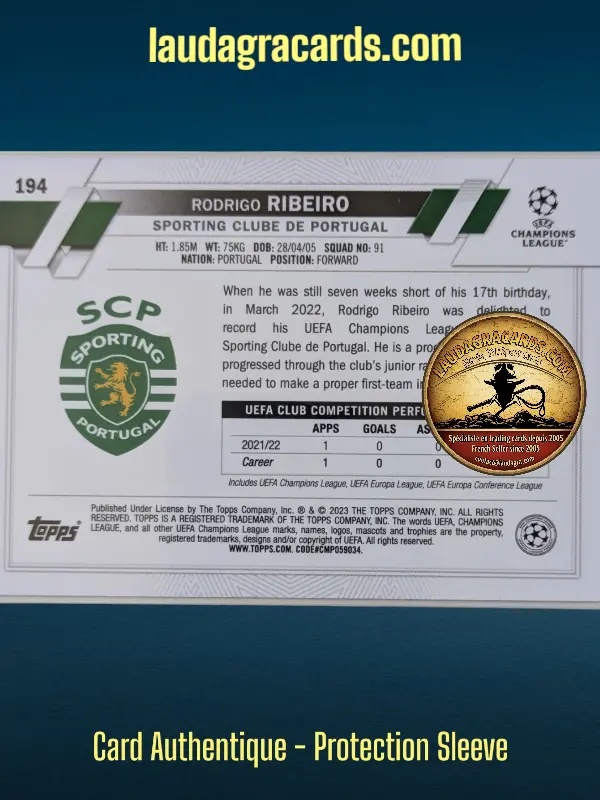 laudagracards.com
194
RODRIGO RIBEIRO
SPORTING CLUBE DE PORTUGAL
HT: 1.85M WT: 75KG DOB: 28/04/05 SQUAD NO: 91
NATION: PORTUGAL POSITION: FORWARD
UEFA
CHAMPIONS
LEAGUE
SCP
SPORTING
PORTUGAL
When he was still seven weeks short of his 17th birthday,
in March 2022, Rodrigo Ribeiro was delighted to
record his UEFA Champions
Sporting Clube de Portugal. He is a
progressed through the club's junior
needed to make a proper first-team
LAUDAGRACARDS.COM
Spécialiste en trading cards depuis 2005
French Seller since 2005
UEFA CLUB COMPETITION
APPS GOALS
2021/22 1 0 0
Career 1 0 0
Includes UEFA Champions League, UEFA Europa League, UEFA Europa Conference League
topps
Published Under License by The Topps Company, Inc. ® & © 2023 THE TOPPS COMPANY, INC. ALL RIGHTS
RESERVED. TOPPS IS A REGISTERED TRADEMARK OF THE TOPPS COMPANY, INC. The words UEFA, CHAMPIONS
LEAGUE, and all other UEFA Champions League marks, names, logos, mascots and trophies are the property,
registered trademarks, designs and/or copyright of UEFA. All rights reserved.
WWW.TOPPS.COM. CODE#CMP059034.
Card Authentique - Protection Sleeve